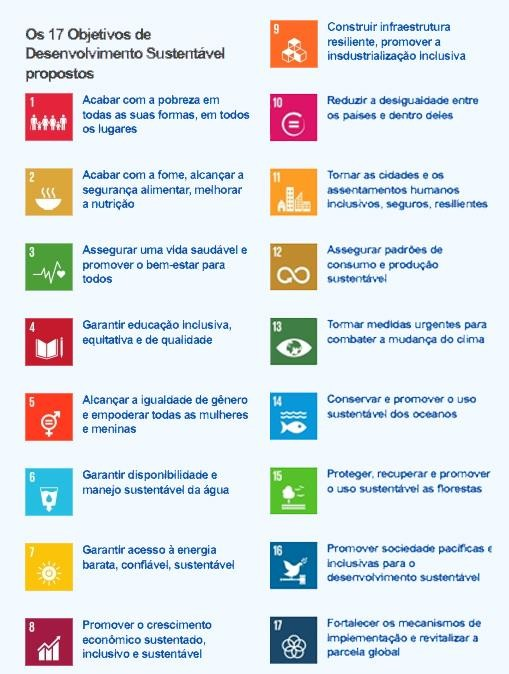 Os 17 Objetivos de
Desenvolvimento Sustentável
propostos
1
Acabar com a pobreza em
todas as suas formas, em todos
os lugares
2
Acabar com a fome, alcançar a
segurança alimentar, melhorar
a nutrição
3
Assegurar uma vida saudável e
promover o bem-estar para
todos
4
Garantir educação inclusiva,
equitativa e de qualidade
5
Alcançar a igualdade de gênero
e empoderar todas as mulheres
e meninas
6
Garantir disponibilidade e
manejo sustentável da água
7
Garantir acesso à energia
barata, confiável, sustentável
8
Promover o crescimento
econômico sustentado,
inclusivo e sustentável
9
Construir infraestrutura
resiliente, promover a
insdustrialização inclusiva
10
Reduzir a desigualdade entre
os países e dentro deles
11
Tornar as cidades e os
assentamentos humanos
inclusivos, seguros, resilientes
12
Assegurar padrões de
consumo e produção
sustentável
13
Tormar medidas urgentes para
combater a mudança do clima
14
Conservar e promover o uso
sustentável dos oceanos
15
Proteger, recuperar e promover
o uso sustentável as florestas
16
Promover sociedade pacíficas e
inclusivas para o
desenvolvimento sustentável
17
Fortalecer os mecanismos de
implementação e revitalizar a
parcela global